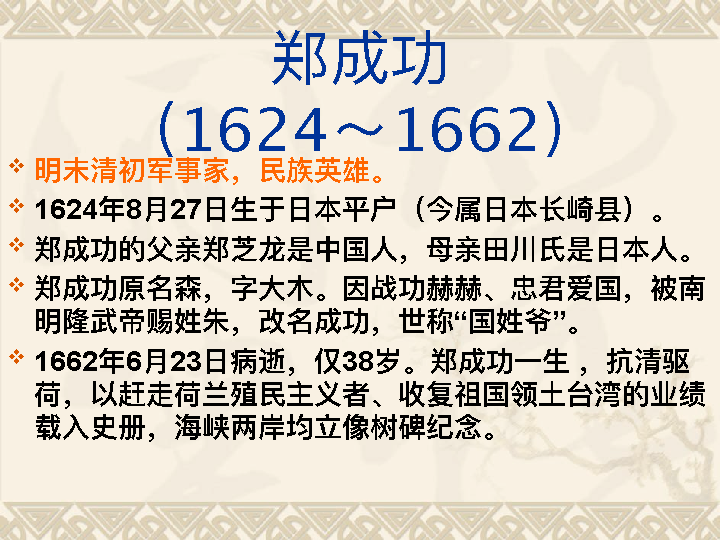 郑成功
（1624～1662）
明末清初军事家，民族英雄。
1624年8月27日生于日本平户（今属日本长崎县）。
郑成功的父亲郑芝龙是中国人，母亲田川氏是日本人。
郑成功原名森，字大木。因战功赫赫、忠君爱国，被南
明隆武帝赐姓朱，改名成功，世称“国姓爷”。
1662年6月23日病逝，仅38岁。郑成功一生 ，抗清驱
荷，以赶走荷兰殖民主义者、收复祖国领土台湾的业绩
载入史册，海峡两岸均立像树碑纪念。